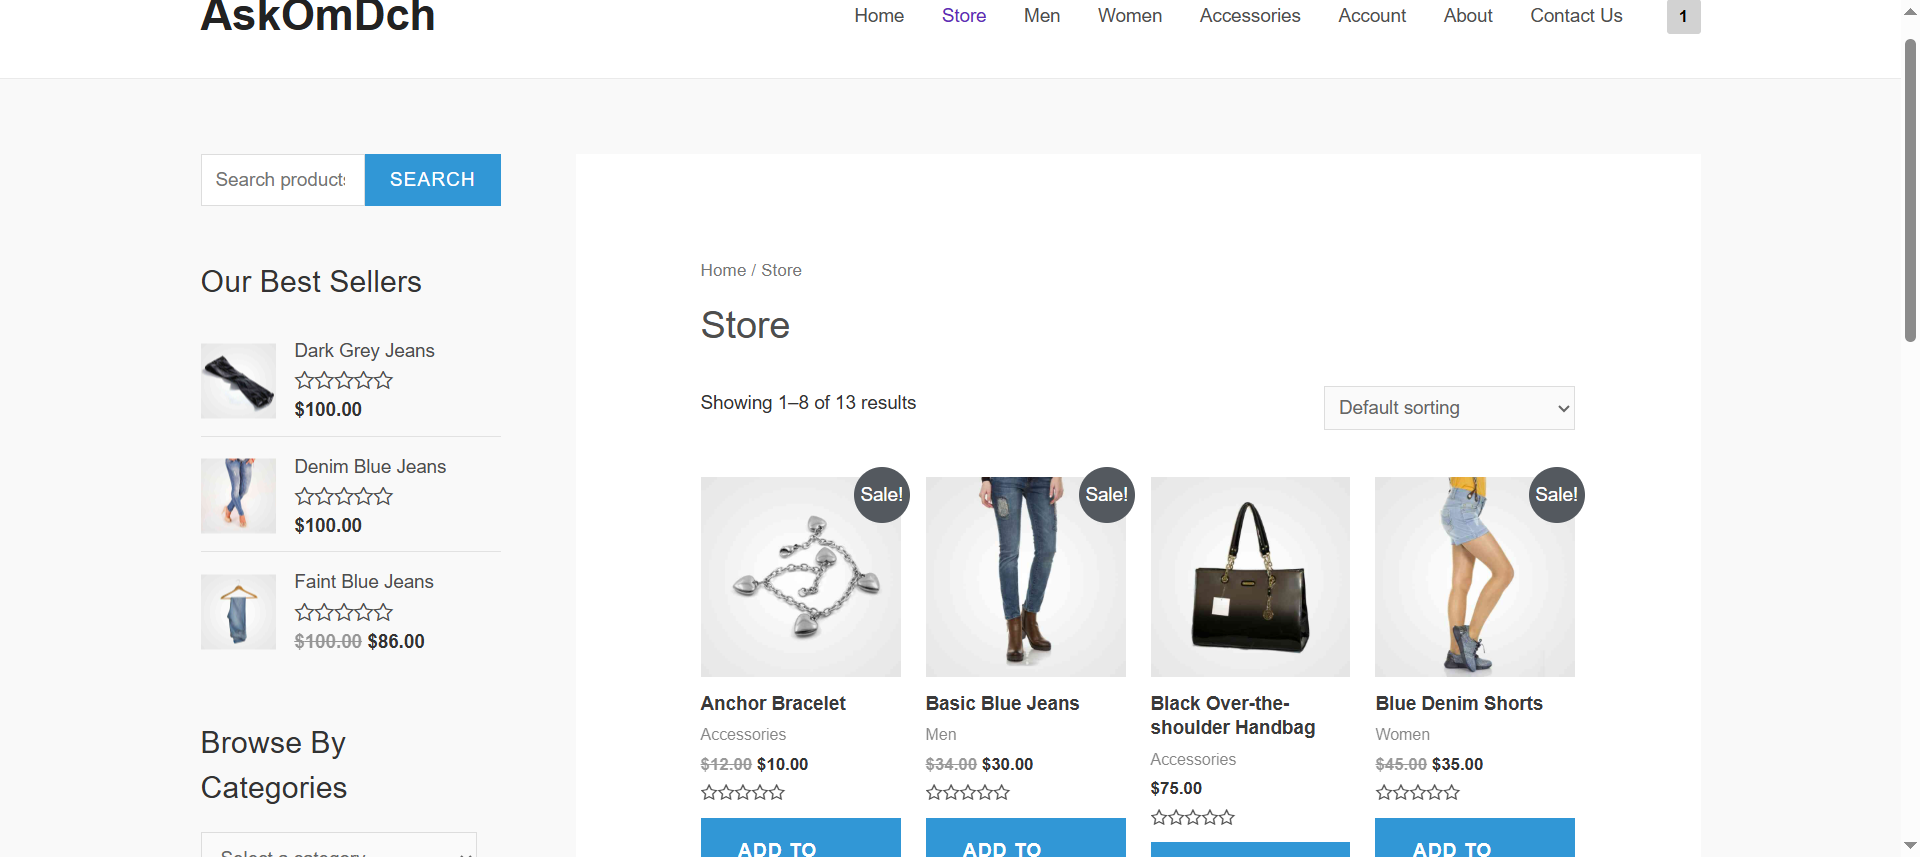 AskOmDch
Home Store Men Women Accessories Account About Contact Us 1
Search products
SEARCH
Our Best Sellers
Dark Grey Jeans
$100.00
Denim Blue Jeans
$100.00
Faint Blue Jeans
$100.00 $86.00
Browse By
Categories
Select a category
Home / Store
Store
Showing 1–8 of 13 results
Default sorting
Sale!
Anchor Bracelet
Accessories
$12.00 $10.00
ADD TO
Sale!
Basic Blue Jeans
Men
$34.00 $30.00
ADD TO
Black Over-the-
shoulder Handbag
Accessories
$75.00
Sale!
Blue Denim Shorts
Women
$45.00 $35.00
ADD TO